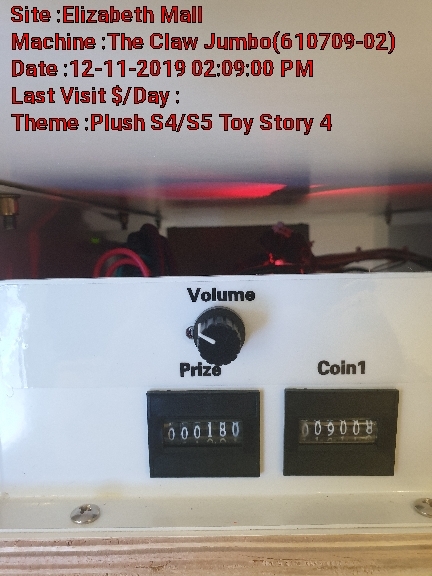 Site :Elizabeth Mall
Machine :The Claw Jumbo(610709-02)
Date :12-11-2019 02:09:00 PM
Last Visit $/Day :
Theme :Plush S4/S5 Toy Story 4
Volume
Prize
Coin1
000180
009008